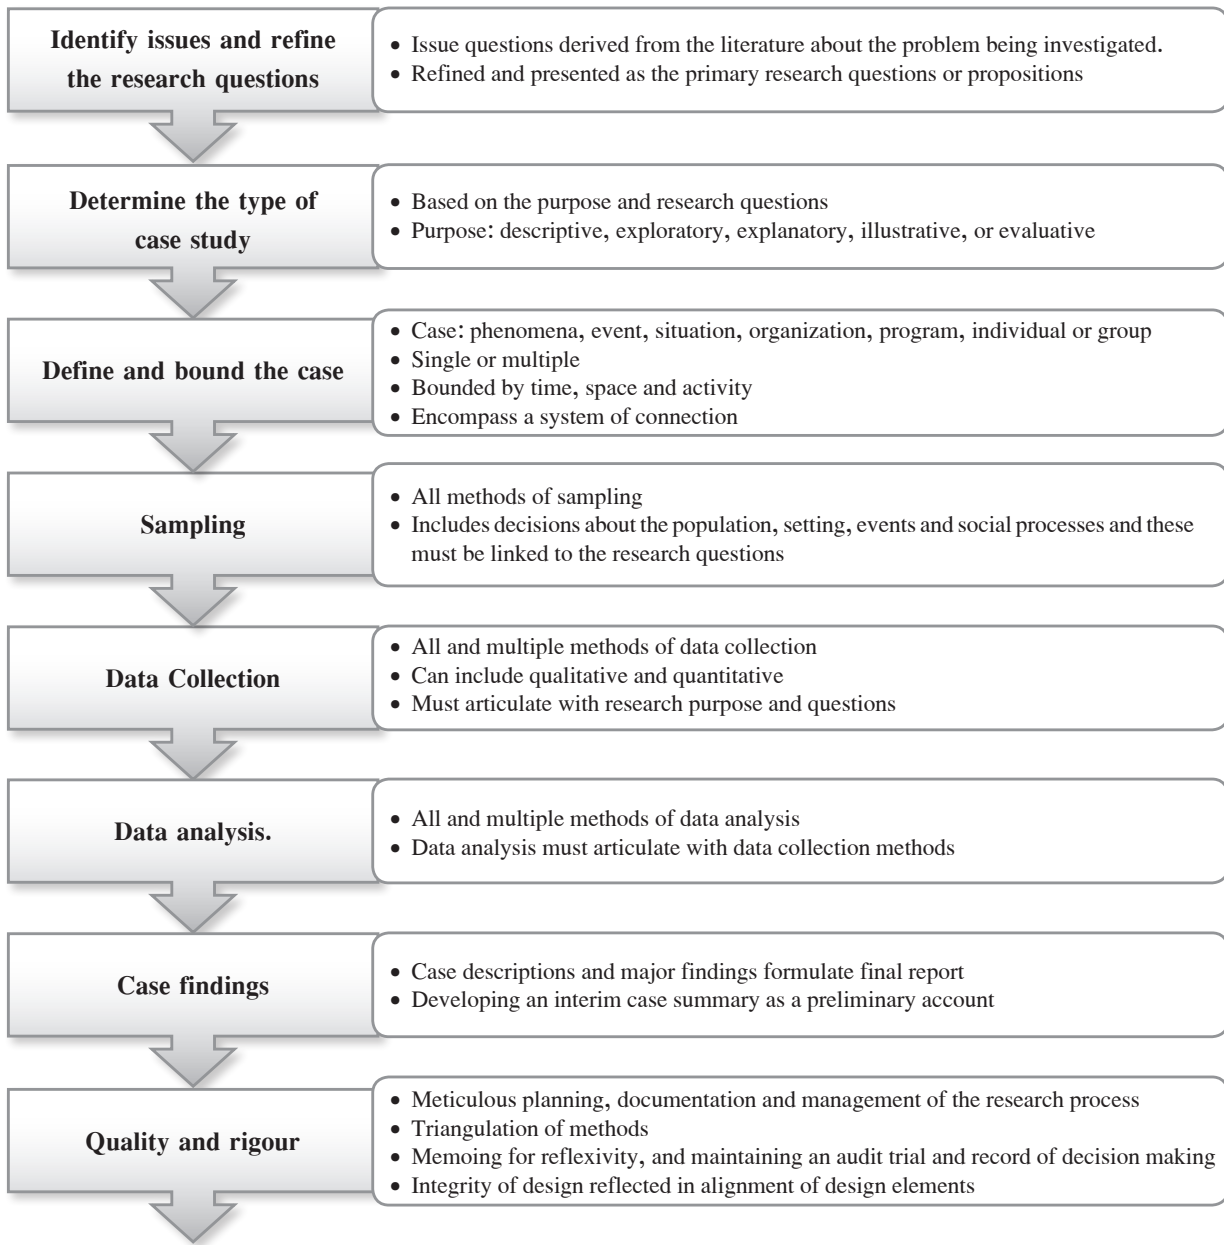 Identify issues and refine
the research questions
• Issue questions derived from the literature about the problem being investigated.
• Refined and presented as the primary research questions or propositions
Determine the type of
case study
• Based on the purpose and research questions
• Purpose: descriptive, exploratory, explanatory, illustrative, or evaluative
Define and bound the case
• Case: phenomena, event, situation, organization, program, individual or group
• Single or multiple
• Bounded by time, space and activity
• Encompass a system of connection
Sampling
• All methods of sampling
• Includes decisions about the population, setting, events and social processes and these
must be linked to the research questions
Data Collection
• All and multiple methods of data collection
• Can include qualitative and quantitative
• Must articulate with research purpose and questions
Data analysis.
• All and multiple methods of data analysis
• Data analysis must articulate with data collection methods
Case findings
• Case descriptions and major findings formulate final report
• Developing an interim case summary as a preliminary account
Quality and rigour
• Meticulous planning, documentation and management of the research process
• Triangulation of methods
• Memoing for reflexivity, and maintaining an audit trial and record of decision making
• Integrity of design reflected in alignment of design elements